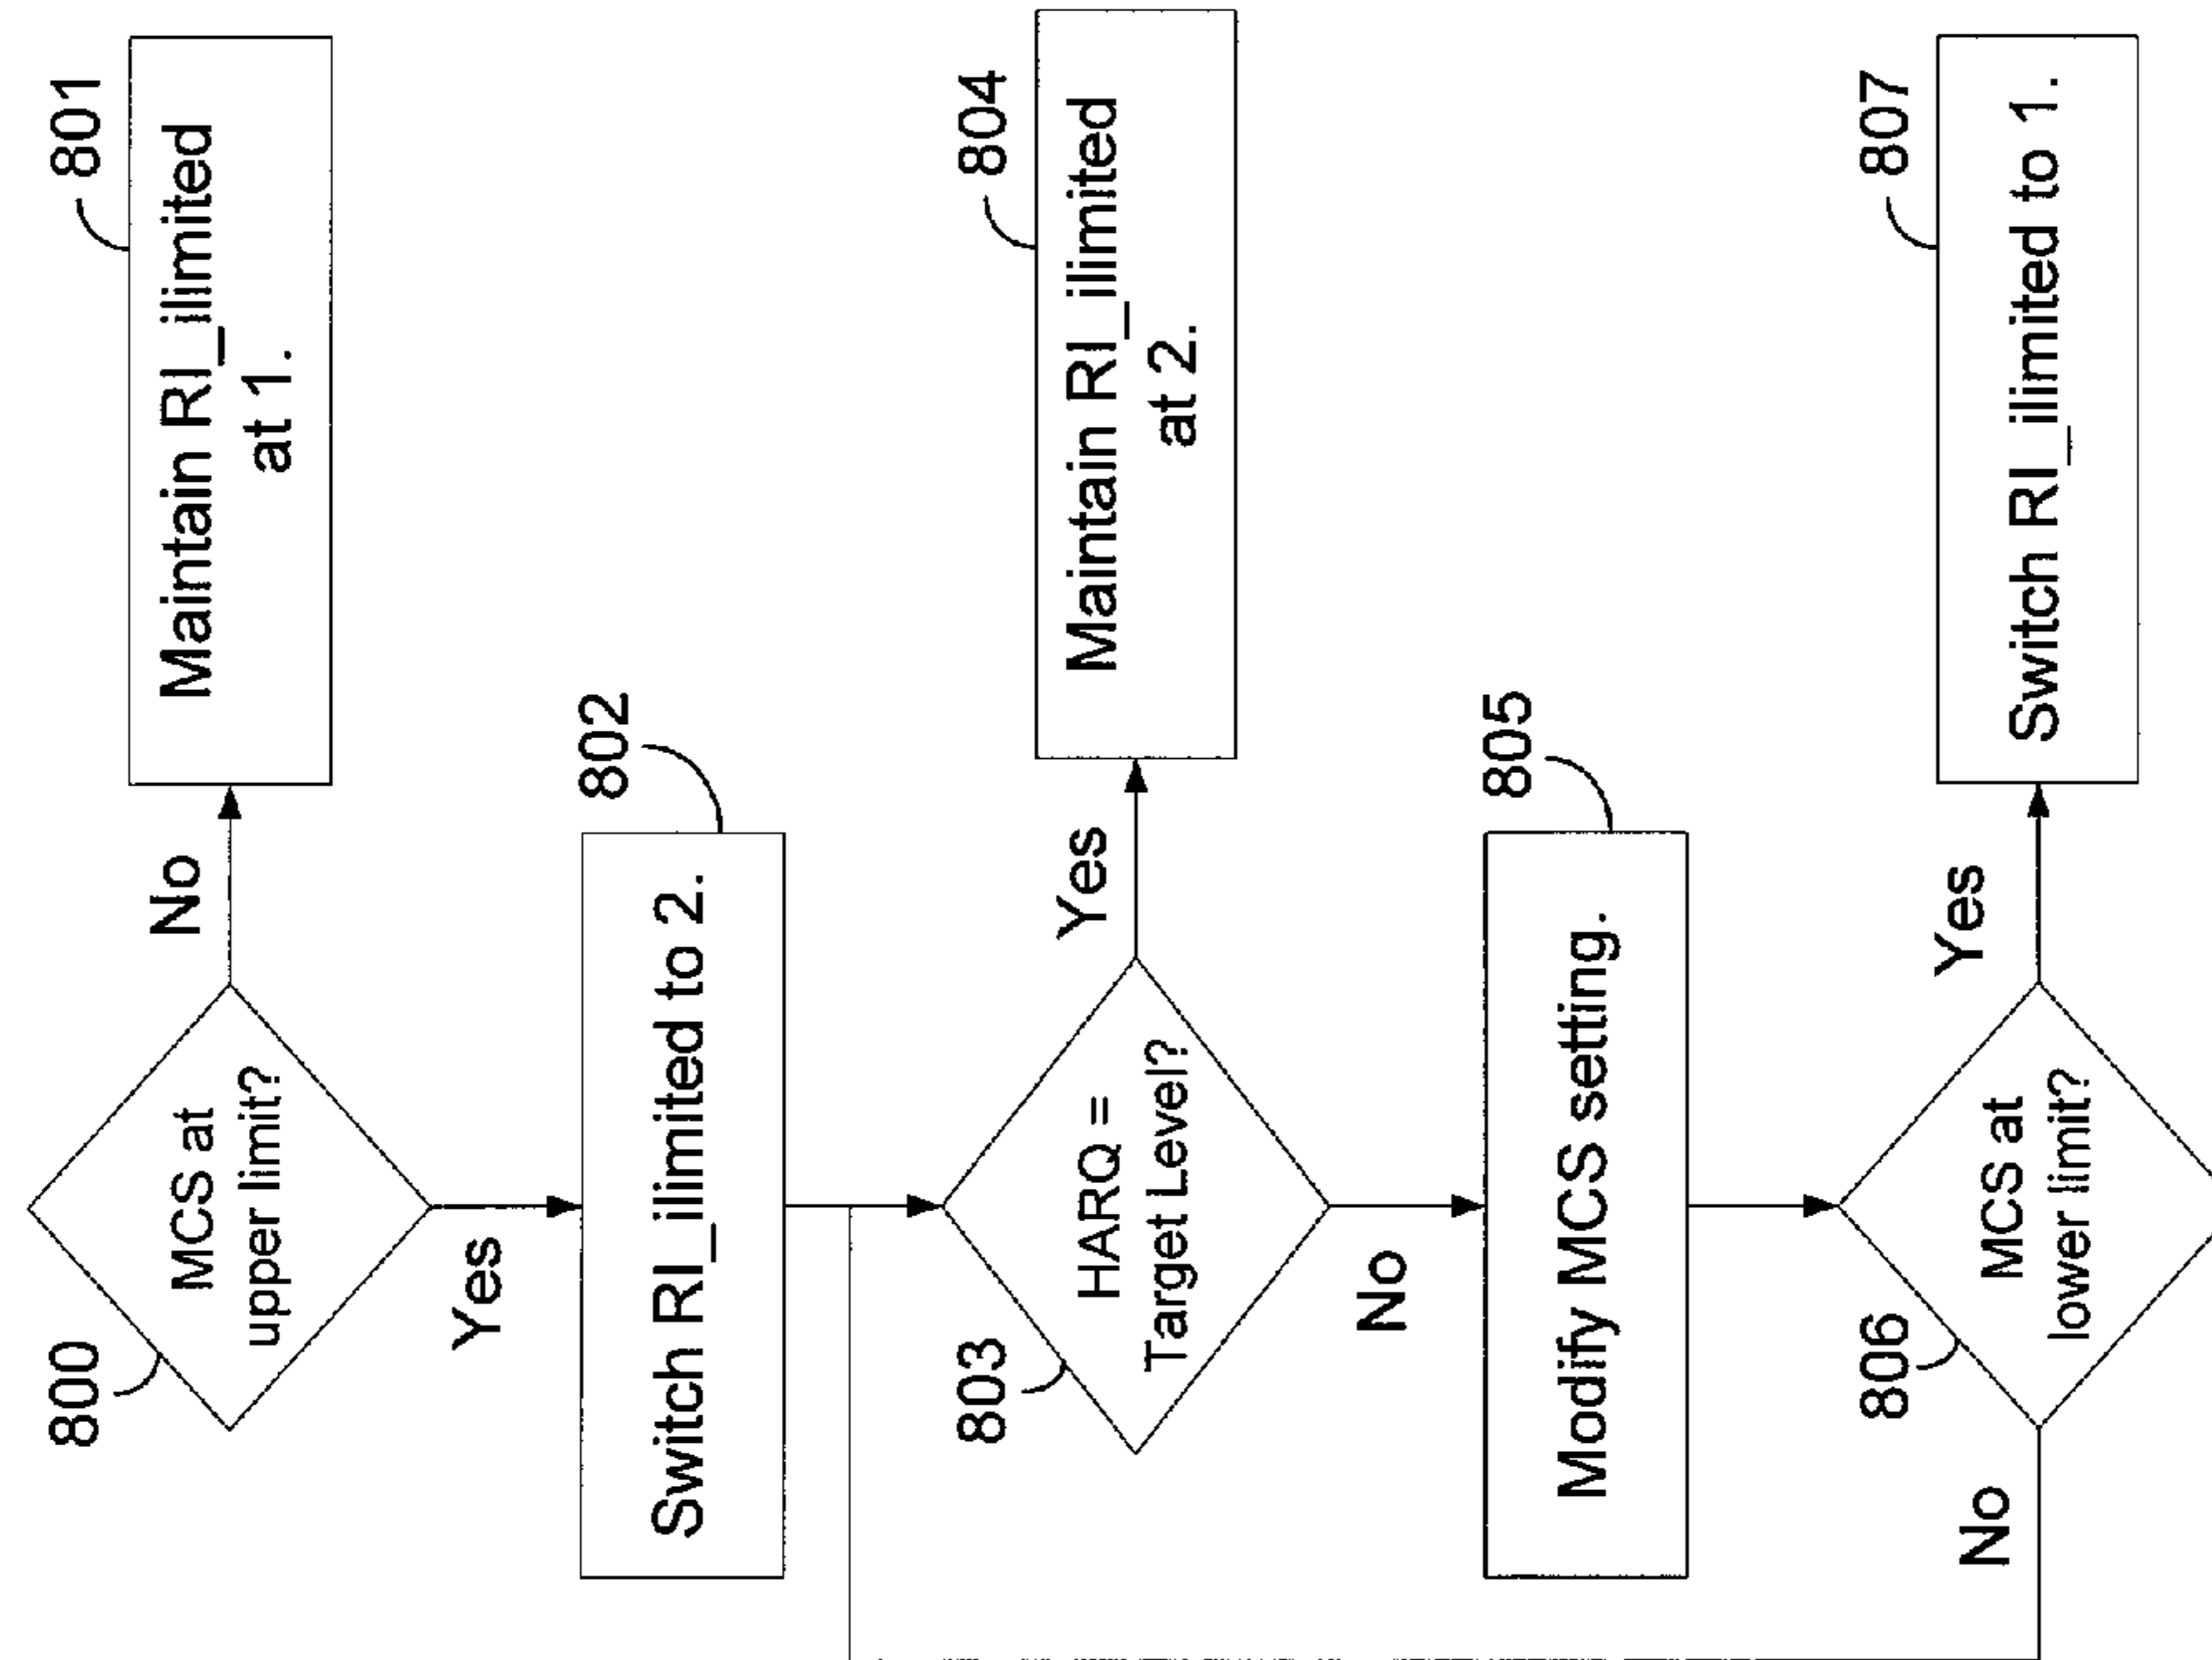 800
MCS at
upper limit?
No
801
Maintain RI_ilimited
at 1.
Yes
802
Switch RI_ilimited to 2.
803
HARQ =
Target Level?
Yes
804
Maintain RI_ilimited
at 2.
No
805
Modify MCS setting.
806
MCS at
lower limit?
Yes
807
Switch RI_ilimited to 1.
No